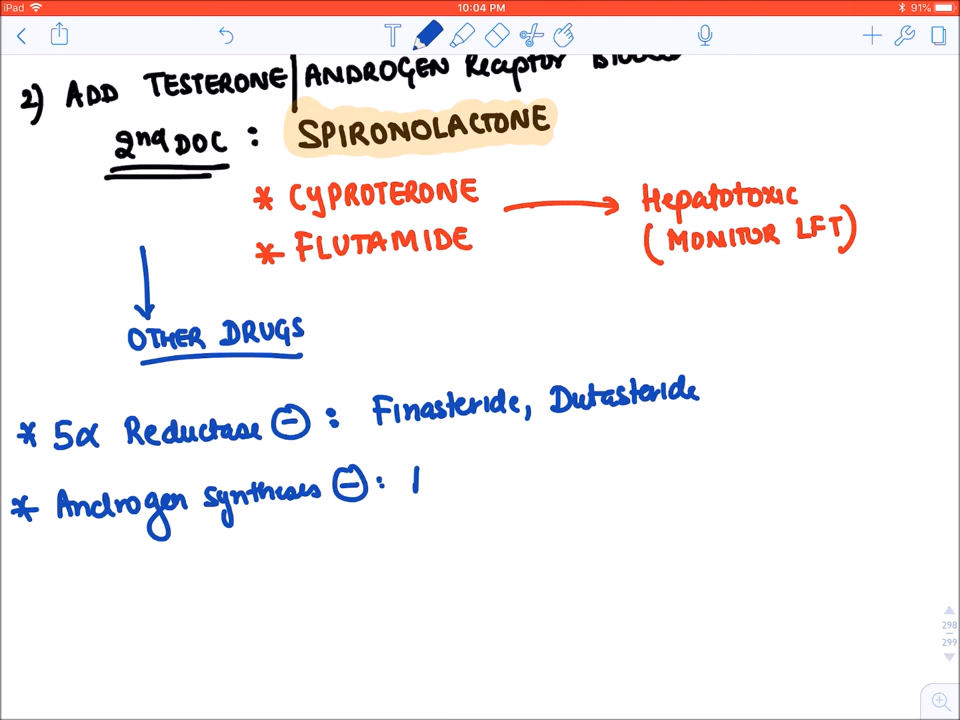 iPad 10:04 PM 91%
T
2) ADD TESTERONE | ANDROGEN Receptor
2nd DOC : SPIRONOLACTONE
* CYPROTERONE → Hepatotoxic
* FLUTAMIDE (MONITOR LFT)
OTHER DRUGS
* 5α Reductase ⊖ : Finasteride, Dutasteride
* Androgen syntheses ⊖ :
298
299